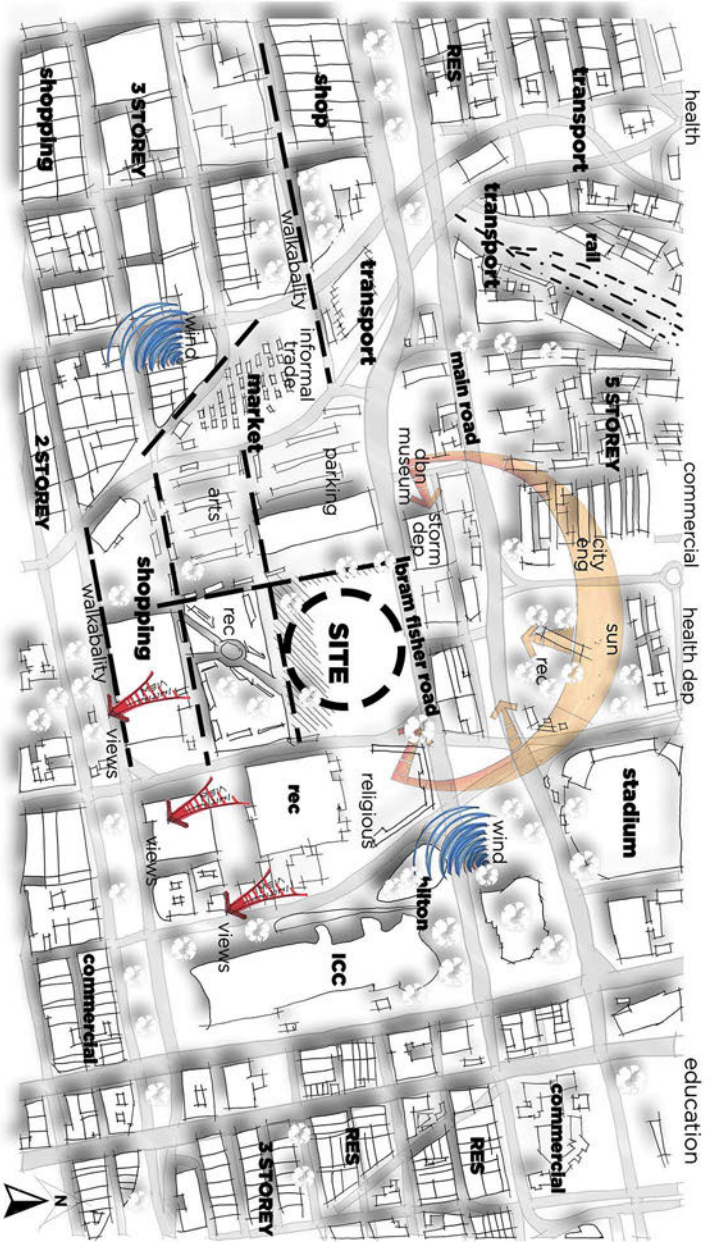 health
commercial
health dep
education
stadium
sun
5 STOREY
city
eng
rail
transport
commercial
rec
wind
transport
RES
main road
RES
storm
dep
dbn
museum
hilton
Ibram fisher road
religious
transport
RES
SITE
ICC
parking
shop
informal
trade
walkabality
rec
3 STOREY
market
rec
views
arts
wind
views
shopping
3 STOREY
views
walkabality
commercial
N
shopping
2 STOREY